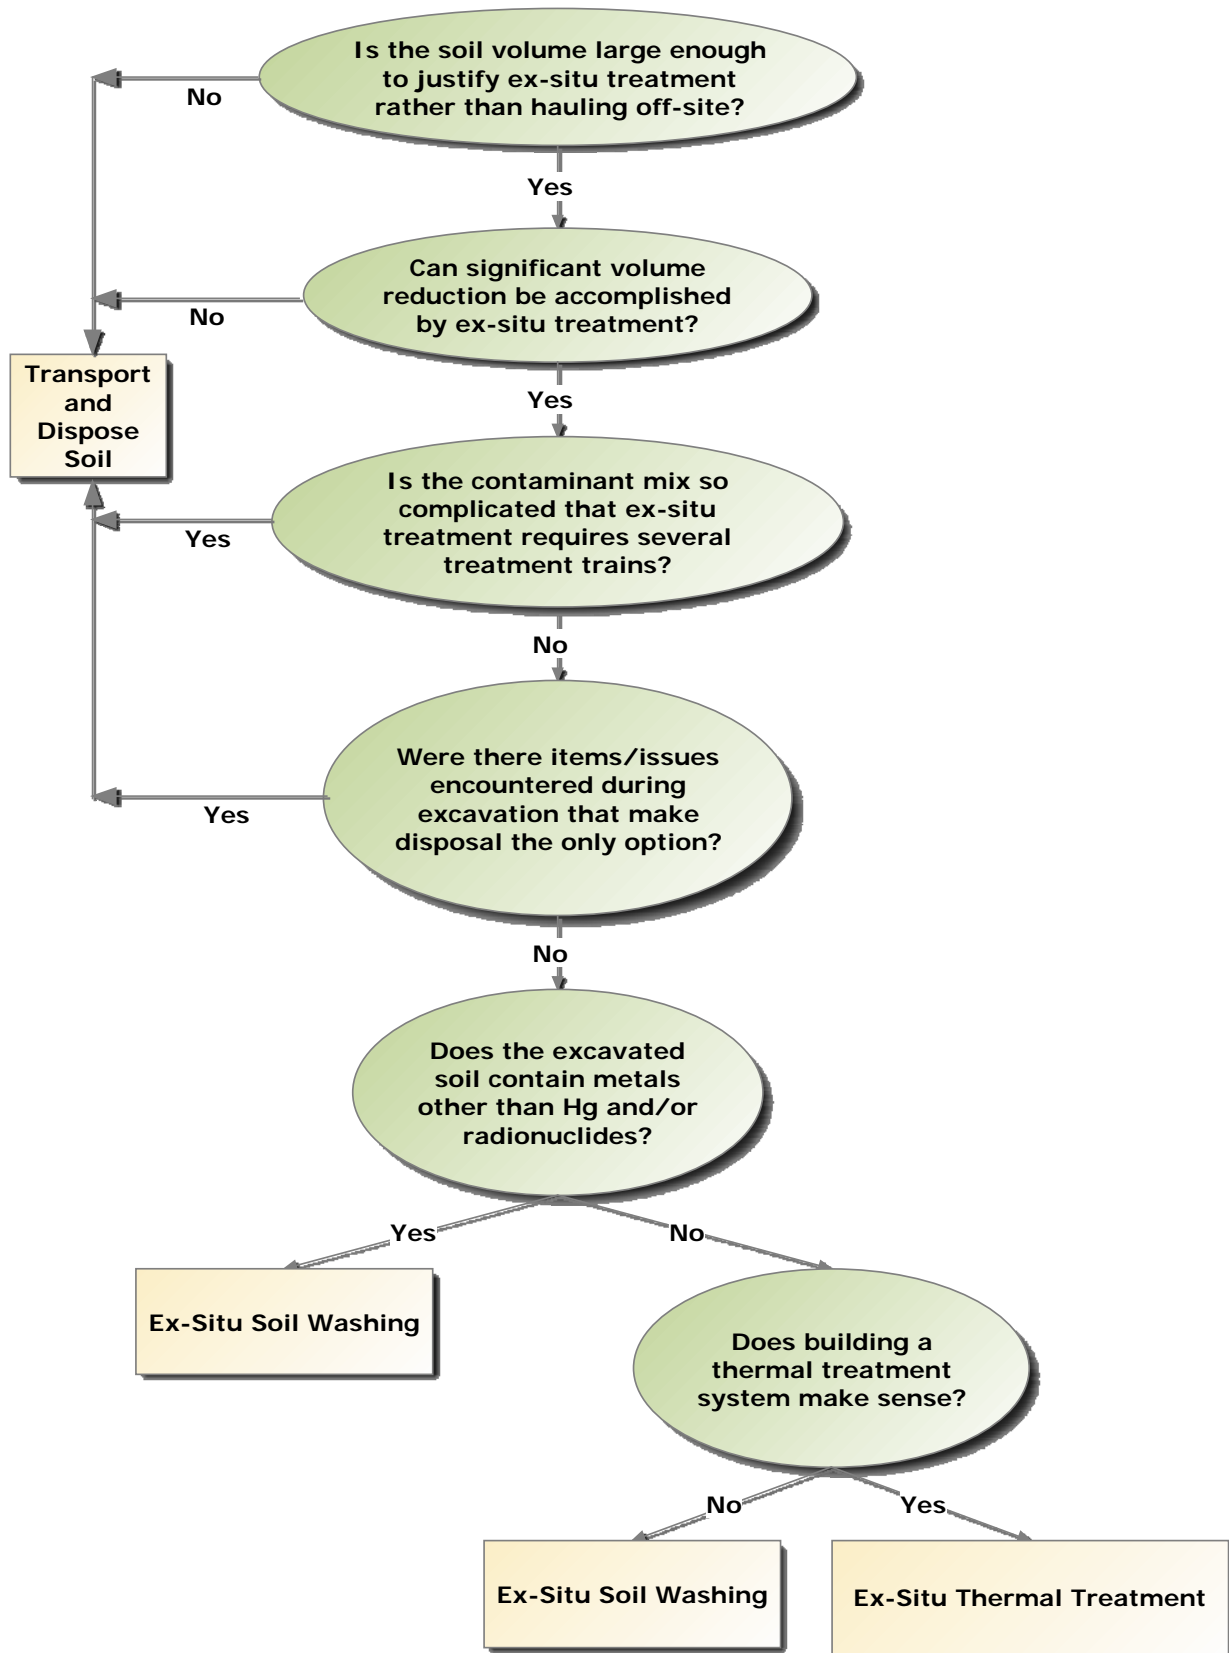 Is the soil volume large enough
to justify ex-situ treatment
rather than hauling off-site?
No
Yes
Can significant volume
reduction be accomplished
by ex-situ treatment?
No
Transport
and
Dispose
Soil
Yes
Is the contaminant mix so
complicated that ex-situ
treatment requires several
treatment trains?
Yes
No
Were there items/issues
encountered during
excavation that make
disposal the only option?
Yes
No
Does the excavated
soil contain metals
other than Hg and/or
radionuclides?
Yes
No
Ex-Situ Soil Washing
Does building a
thermal treatment
system make sense?
No
Yes
Ex-Situ Soil Washing
Ex-Situ Thermal Treatment